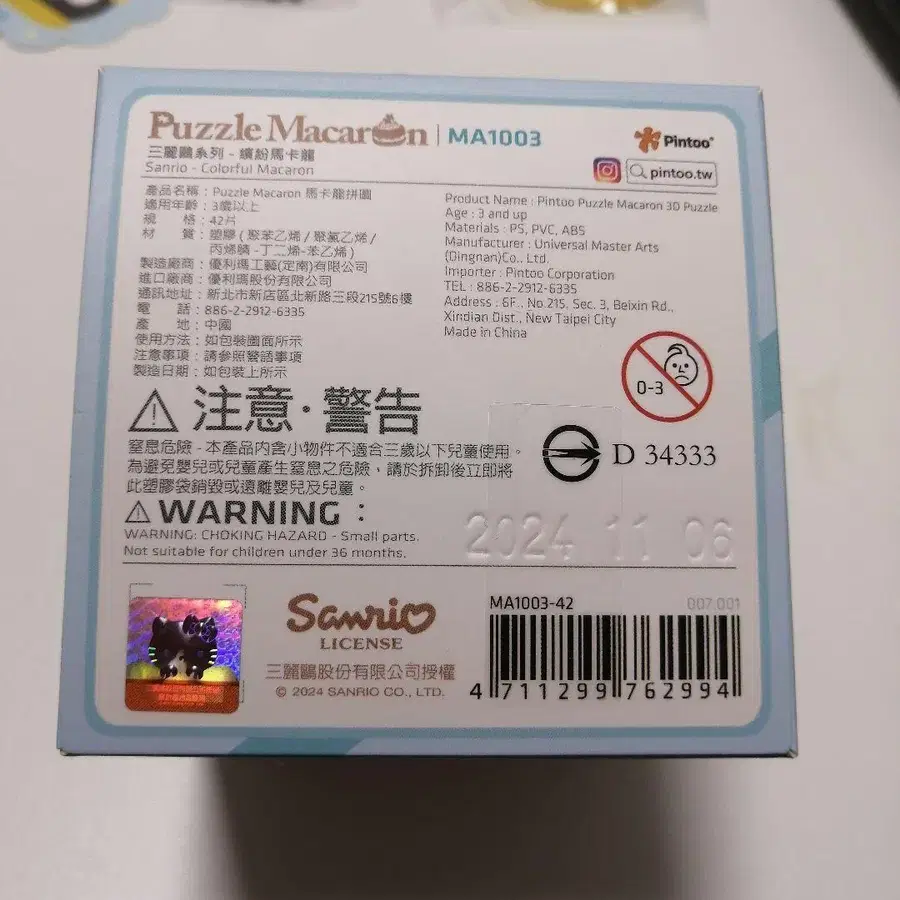 Puzzle Macaron | MA1003
三麗鷗系列 - 繽紛馬卡龍
Sanrio - Colorful Macaron
Pintoo®
pintoo.tw
產品名稱：Puzzle Macaron 馬卡龍拼圖
適用年齡：3歲以上
規　　格：42片
材　　質：塑膠 ( 聚苯乙烯 / 聚氯乙烯 /
丙烯腈 -丁二烯-苯乙烯 )
製造廠商：優利瑪工藝(定南)有限公司
進口廠商：優利瑪股份有限公司
通訊地址：新北市新店區北新路三段215號6樓
電　　話：886-2-2912-6335
產　　地：中國
使用方法：如包裝圖面所示
注意事項：請參照警語事項
製造日期：如包裝上所示
Product Name : Pintoo Puzzle Macaron 3D Puzzle
Age : 3 and up
Materials : PS, PVC, ABS
Manufacturer : Universal Master Arts
(Dingnan)Co., Ltd.
Importer : Pintoo Corporation
TEL : 886-2-2912-6335
Address : 6F., No.215, Sec. 3, Beixin Rd.,
Xindian Dist., New Taipei City
Made in China
0-3
注意 · 警告
窒息危險 - 本產品內含小物件不適合三歲以下兒童使用。
為避免嬰兒或兒童產生窒息之危險，請於拆卸後立即將
此塑膠袋銷毀或遠離嬰兒及兒童。
D 34333
WARNING：
WARNING: CHOKING HAZARD - Small parts.
Not suitable for children under 36 months.
2024 11 06
Sanrio
LICENSE
三麗鷗股份有限公司授權
© 2024 SANRIO CO., LTD.
MA1003-42
007.001
4 711299 762994